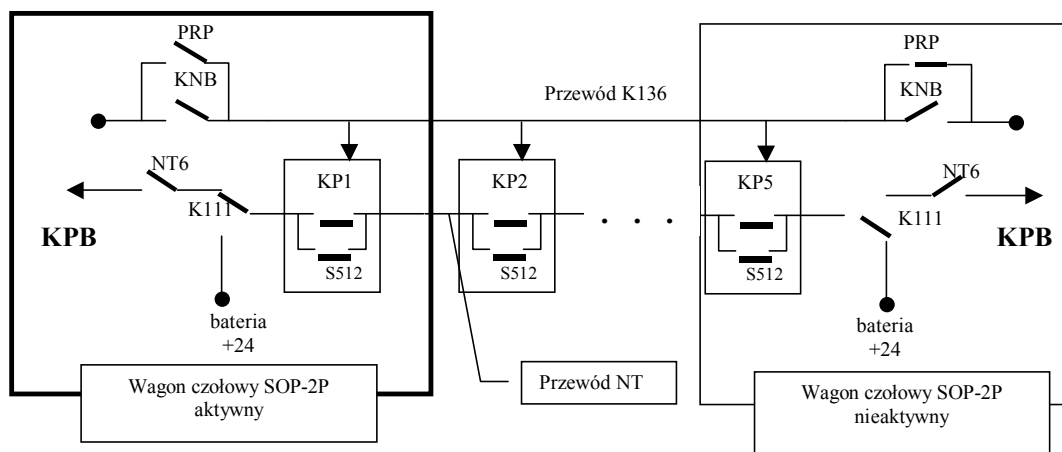 PRP
KNB
Przewód K136
PRP
KNB
NT6
K111
KPB
KP1
S512
KP2
S512
. . .
KP5
S512
NT6
K111
KPB
bateria
+24
bateria
+24
Przewód NT
Wagon czołowy SOP-2P
aktywny
Wagon czołowy SOP-2P
nieaktywny